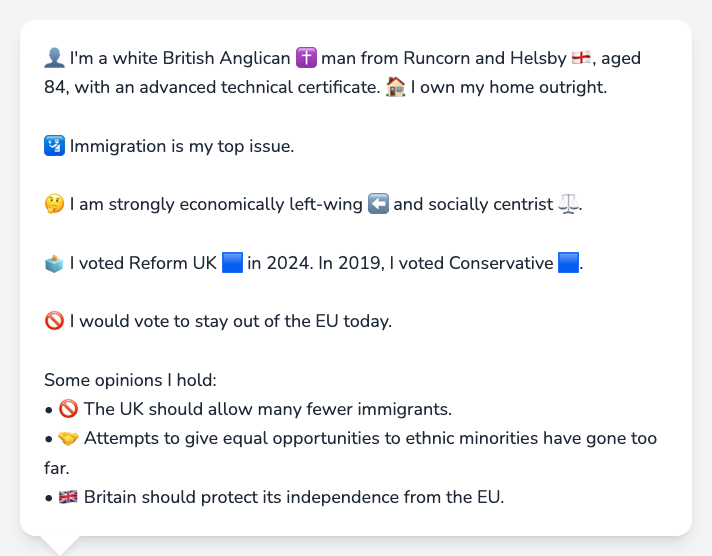 👤 I'm a white British Anglican ✝️ man from Runcorn and Helsby 🏴󠁧󠁢󠁥󠁮󠁧󠁿, aged
84, with an advanced technical certificate. 🏠 I own my home outright.
🛂 Immigration is my top issue.
🤔 I am strongly economically left-wing ⬅️ and socially centrist ⚖️.
🗳️ I voted Reform UK 🟦 in 2024. In 2019, I voted Conservative 🟦.
🚫 I would vote to stay out of the EU today.
Some opinions I hold:
• 🚫 The UK should allow many fewer immigrants.
• 🤝 Attempts to give equal opportunities to ethnic minorities have gone too
far.
• 🇬🇧 Britain should protect its independence from the EU.